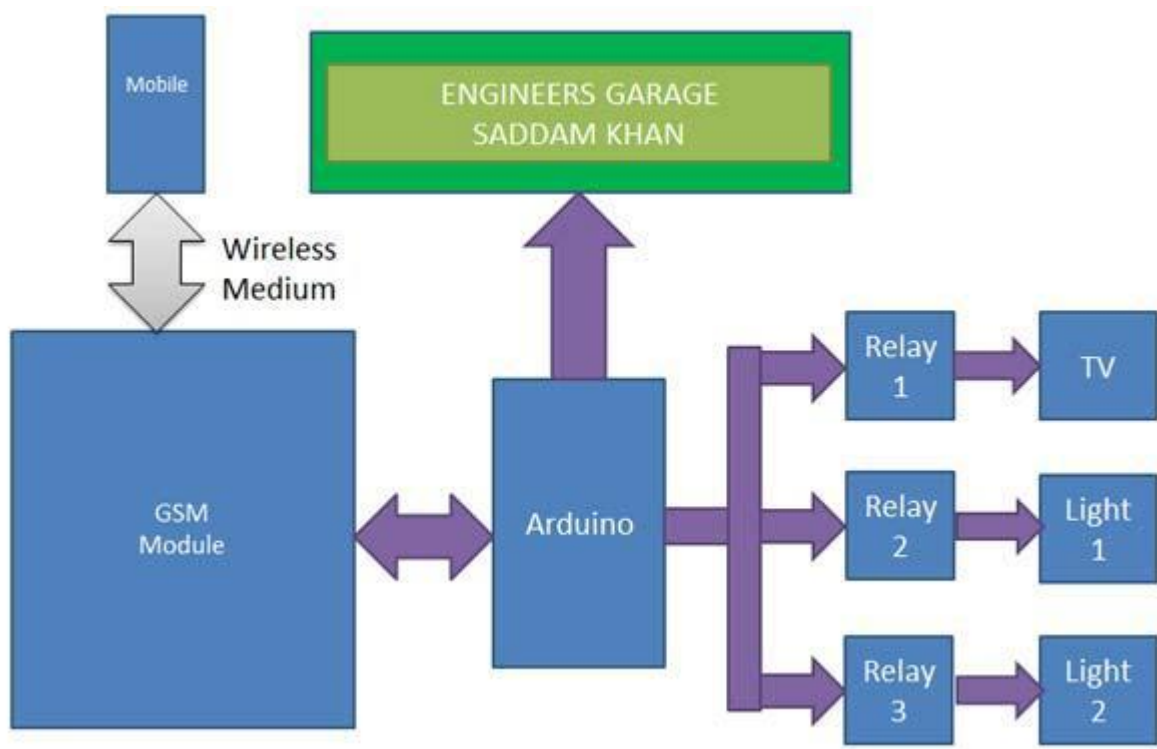 Mobile
ENGINEERS GARAGE
SADDAM KHAN
Wireless
Medium
GSM
Module
Arduino
Relay
1
TV
Relay
2
Light
1
Relay
3
Light
2